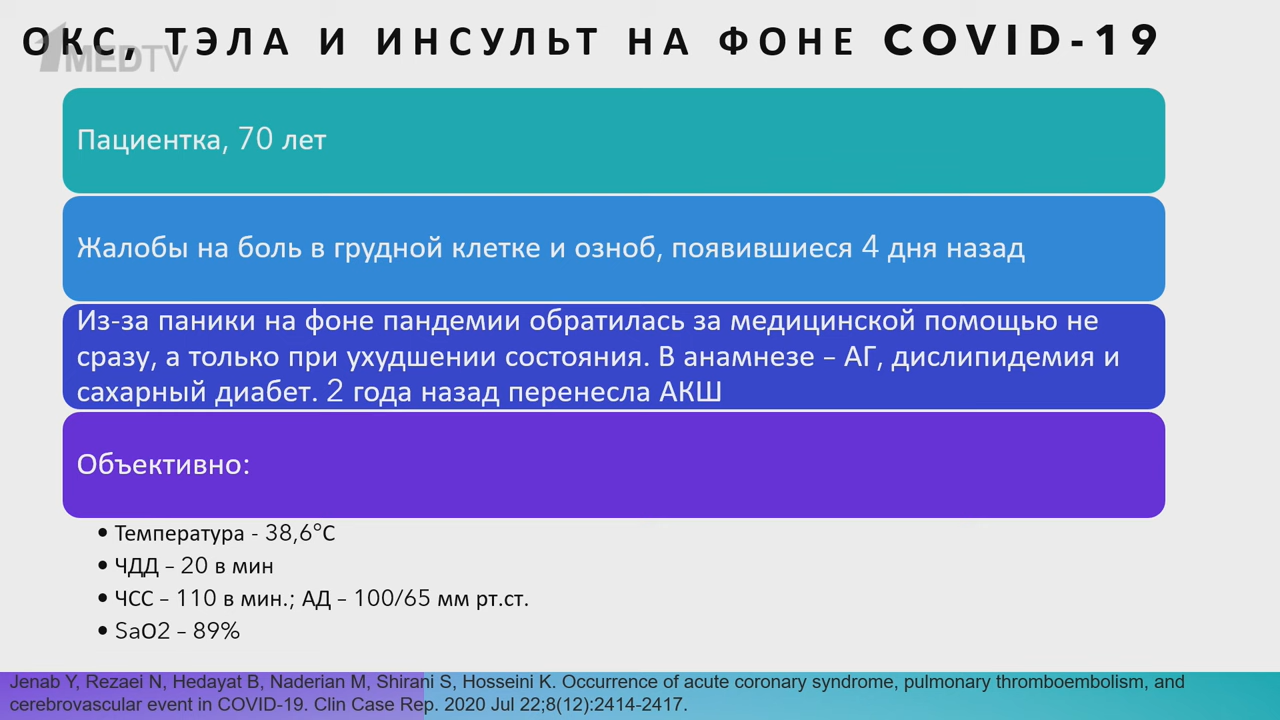 ОКС, ТЭЛА И ИНСУЛЬТ НА ФОНЕ COVID-19
1MEDTV
Пациентка, 70 лет
Жалобы на боль в грудной клетке и озноб, появившиеся 4 дня назад
Из-за паники на фоне пандемии обратилась за медицинской помощью не
сразу, а только при ухудшении состояния. В анамнезе – АГ, дислипидемия и
сахарный диабет. 2 года назад перенесла АКШ
Объективно:
• Температура - 38,6°С
• ЧДД – 20 в мин
• ЧСС – 110 в мин.; АД – 100/65 мм рт.ст.
• SaO2 – 89%
Jenab Y, Rezaei N, Hedayat B, Naderian M, Shirani S, Hosseini K. Occurrence of acute coronary syndrome, pulmonary thromboembolism, and
cerebrovascular event in COVID-19. Clin Case Rep. 2020 Jul 22;8(12):2414-2417.